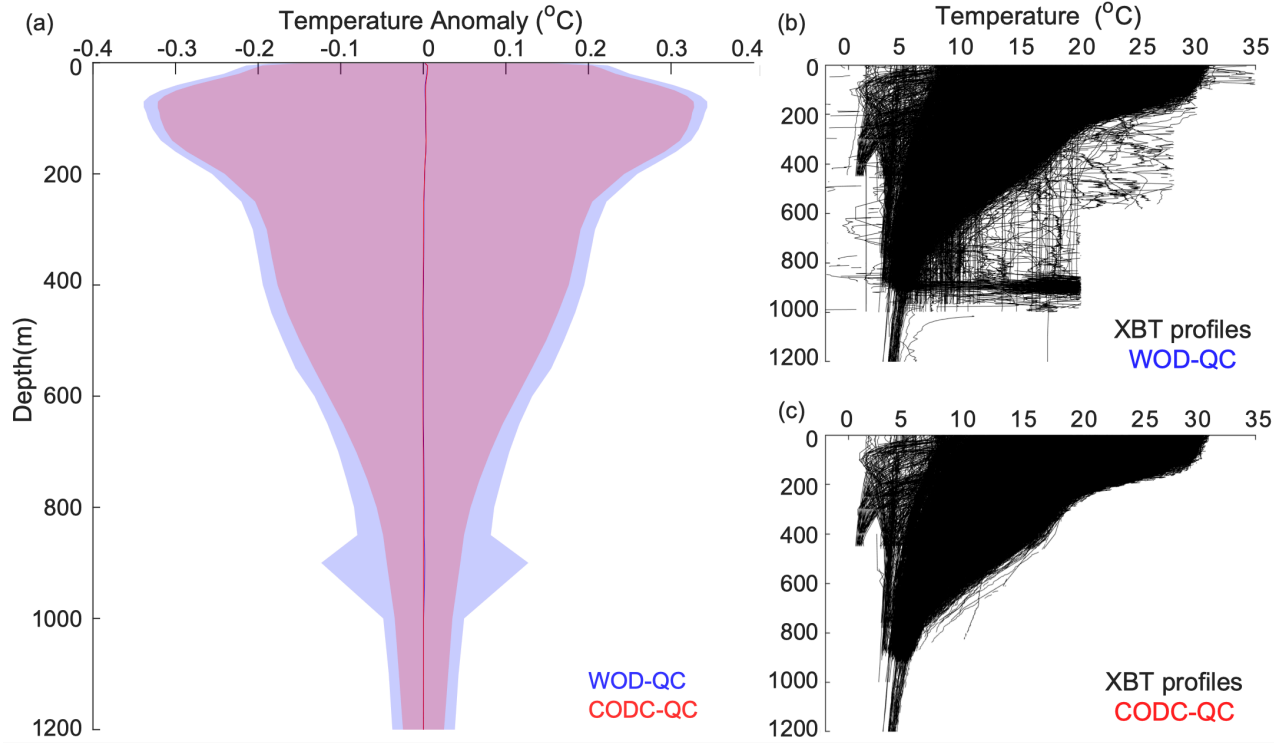 (a)
Temperature Anomaly (°C)
-0.4 -0.3 -0.2 -0.1 0 0.1 0.2 0.3 0.4
0
200
400
600
800
1000
1200
Depth(m)
WOD-QC
CODC-QC
(b)
Temperature (°C)
0 5 10 15 20 25 30 35
0
200
400
600
800
1000
1200
XBT profiles
WOD-QC
(c)
0 5 10 15 20 25 30 35
0
200
400
600
800
1000
1200
XBT profiles
CODC-QC